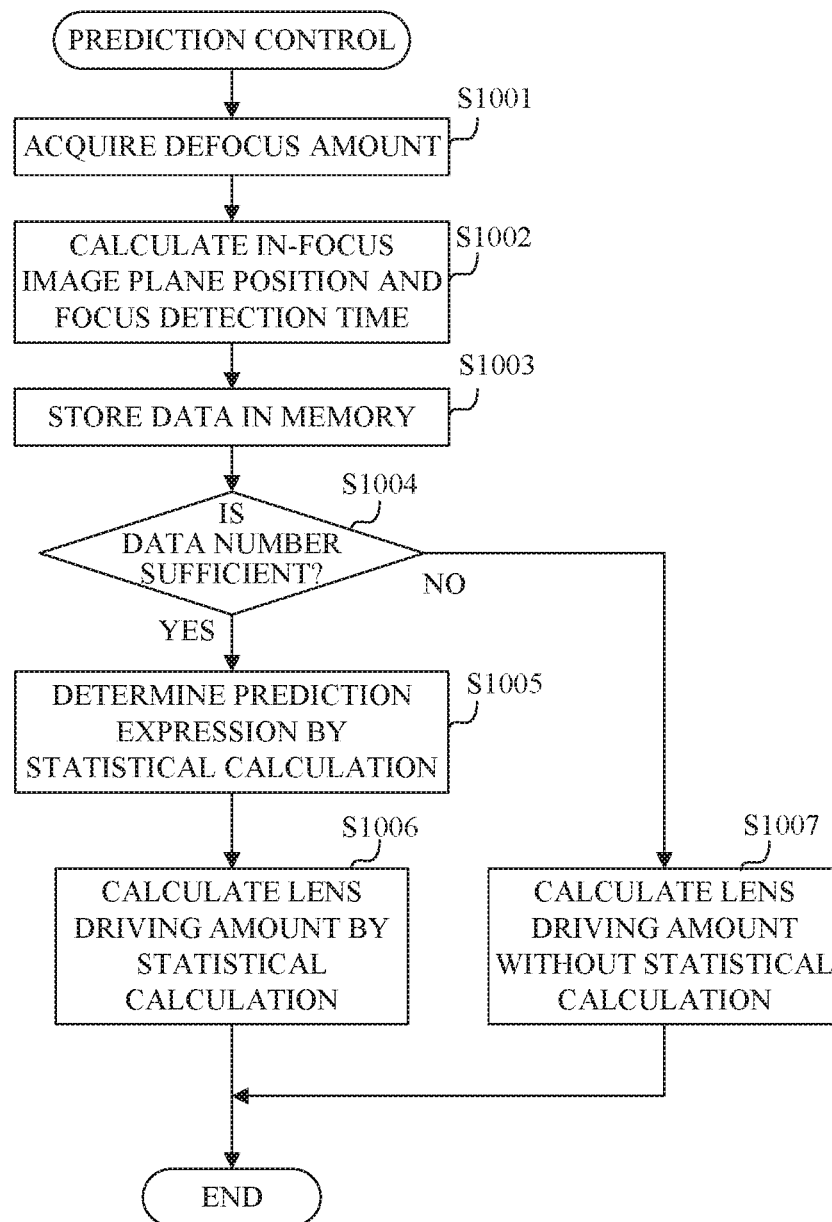 PREDICTION CONTROL
S1001
ACQUIRE DEFOCUS AMOUNT
S1002
CALCULATE IN-FOCUS
IMAGE PLANE POSITION AND
FOCUS DETECTION TIME
S1003
STORE DATA IN MEMORY
S1004
IS
DATA NUMBER
SUFFICIENT?
NO
YES
S1005
DETERMINE PREDICTION
EXPRESSION BY
STATISTICAL CALCULATION
S1006
CALCULATE LENS
DRIVING AMOUNT BY
STATISTICAL
CALCULATION
S1007
CALCULATE LENS
DRIVING AMOUNT
WITHOUT STATISTICAL
CALCULATION
END